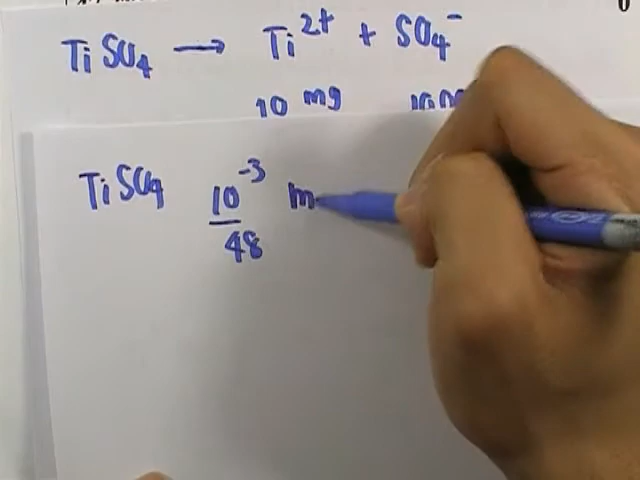 TiSO₄ → Ti²⁺ + SO₄⁻
10 mg
TiSO₄ 10⁻³ m
48